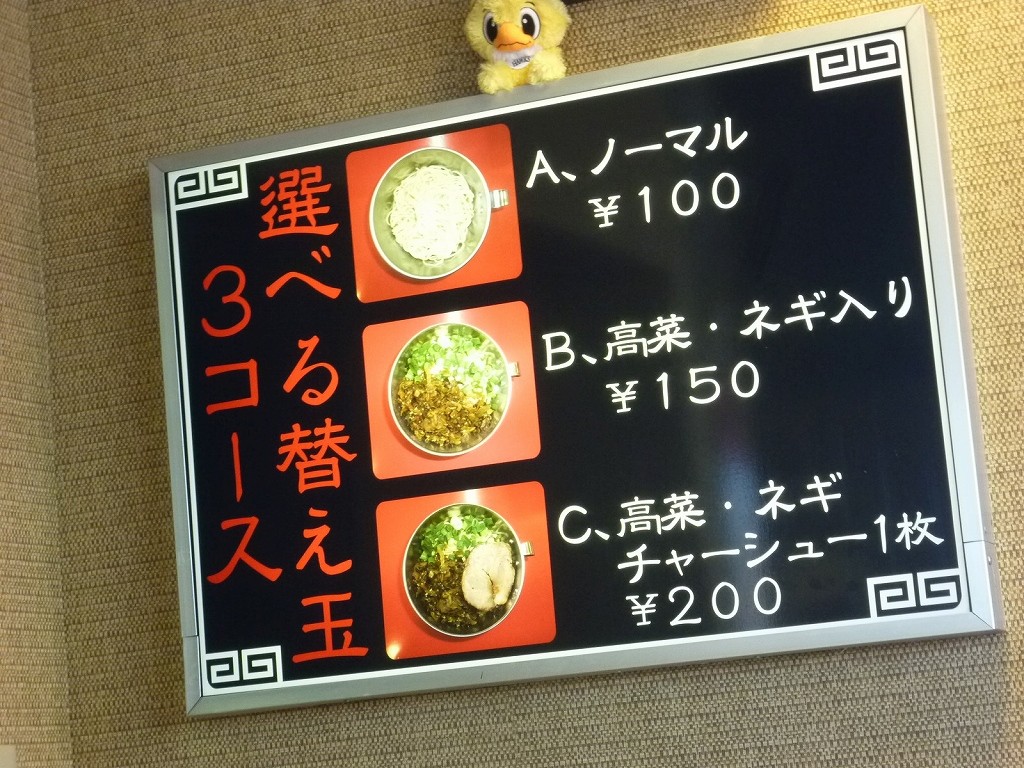 選べる替え玉
3コース
A、ノーマル
¥100
B、高菜・ネギ入り
¥150
C、高菜・ネギ
チャーシュー1枚
¥200